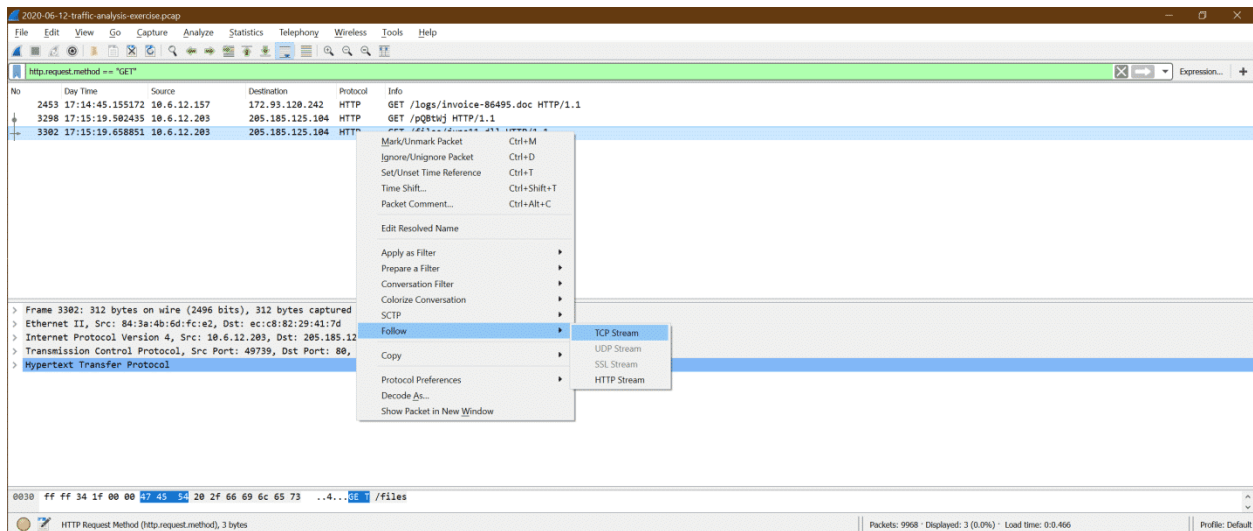 2020-06-12-traffic-analysis-exercise.pcap
File Edit View Go Capture Analyze Statistics Telephony Wireless Tools Help
http.request.method == "GET"
Expression... +
No Day Time Source Destination Protocol Info
2453 17:14:45.155172 10.6.12.157 172.93.120.242 HTTP GET /logs/invoice-86495.doc HTTP/1.1
3298 17:15:19.502435 10.6.12.203 205.185.125.104 HTTP GET /pQBtWj HTTP/1.1
3302 17:15:19.658851 10.6.12.203 205.185.125.104 HTTP GET /files/june11.dll HTTP/1.1
Mark/Unmark Packet Ctrl+M
Ignore/Unignore Packet Ctrl+D
Set/Unset Time Reference Ctrl+T
Time Shift... Ctrl+Shift+T
Packet Comment... Ctrl+Alt+C
Edit Resolved Name
Apply as Filter
Prepare a Filter
Conversation Filter
Colorize Conversation
SCTP
Follow
Copy
Protocol Preferences
Decode As...
Show Packet in New Window
TCP Stream
UDP Stream
SSL Stream
HTTP Stream
> Frame 3302: 312 bytes on wire (2496 bits), 312 bytes captured
> Ethernet II, Src: 84:3a:4b:6d:fc:e2, Dst: ec:c8:82:29:41:7d
> Internet Protocol Version 4, Src: 10.6.12.203, Dst: 205.185.12
> Transmission Control Protocol, Src Port: 49739, Dst Port: 80,
> Hypertext Transfer Protocol
0030 ff ff 34 1f 00 00 47 45 54 20 2f 66 69 6c 65 73 ..4...GET /files
HTTP Request Method (http.request.method), 3 bytes
Packets: 9968 · Displayed: 3 (0.0%) · Load time: 0:0.466
Profile: Default